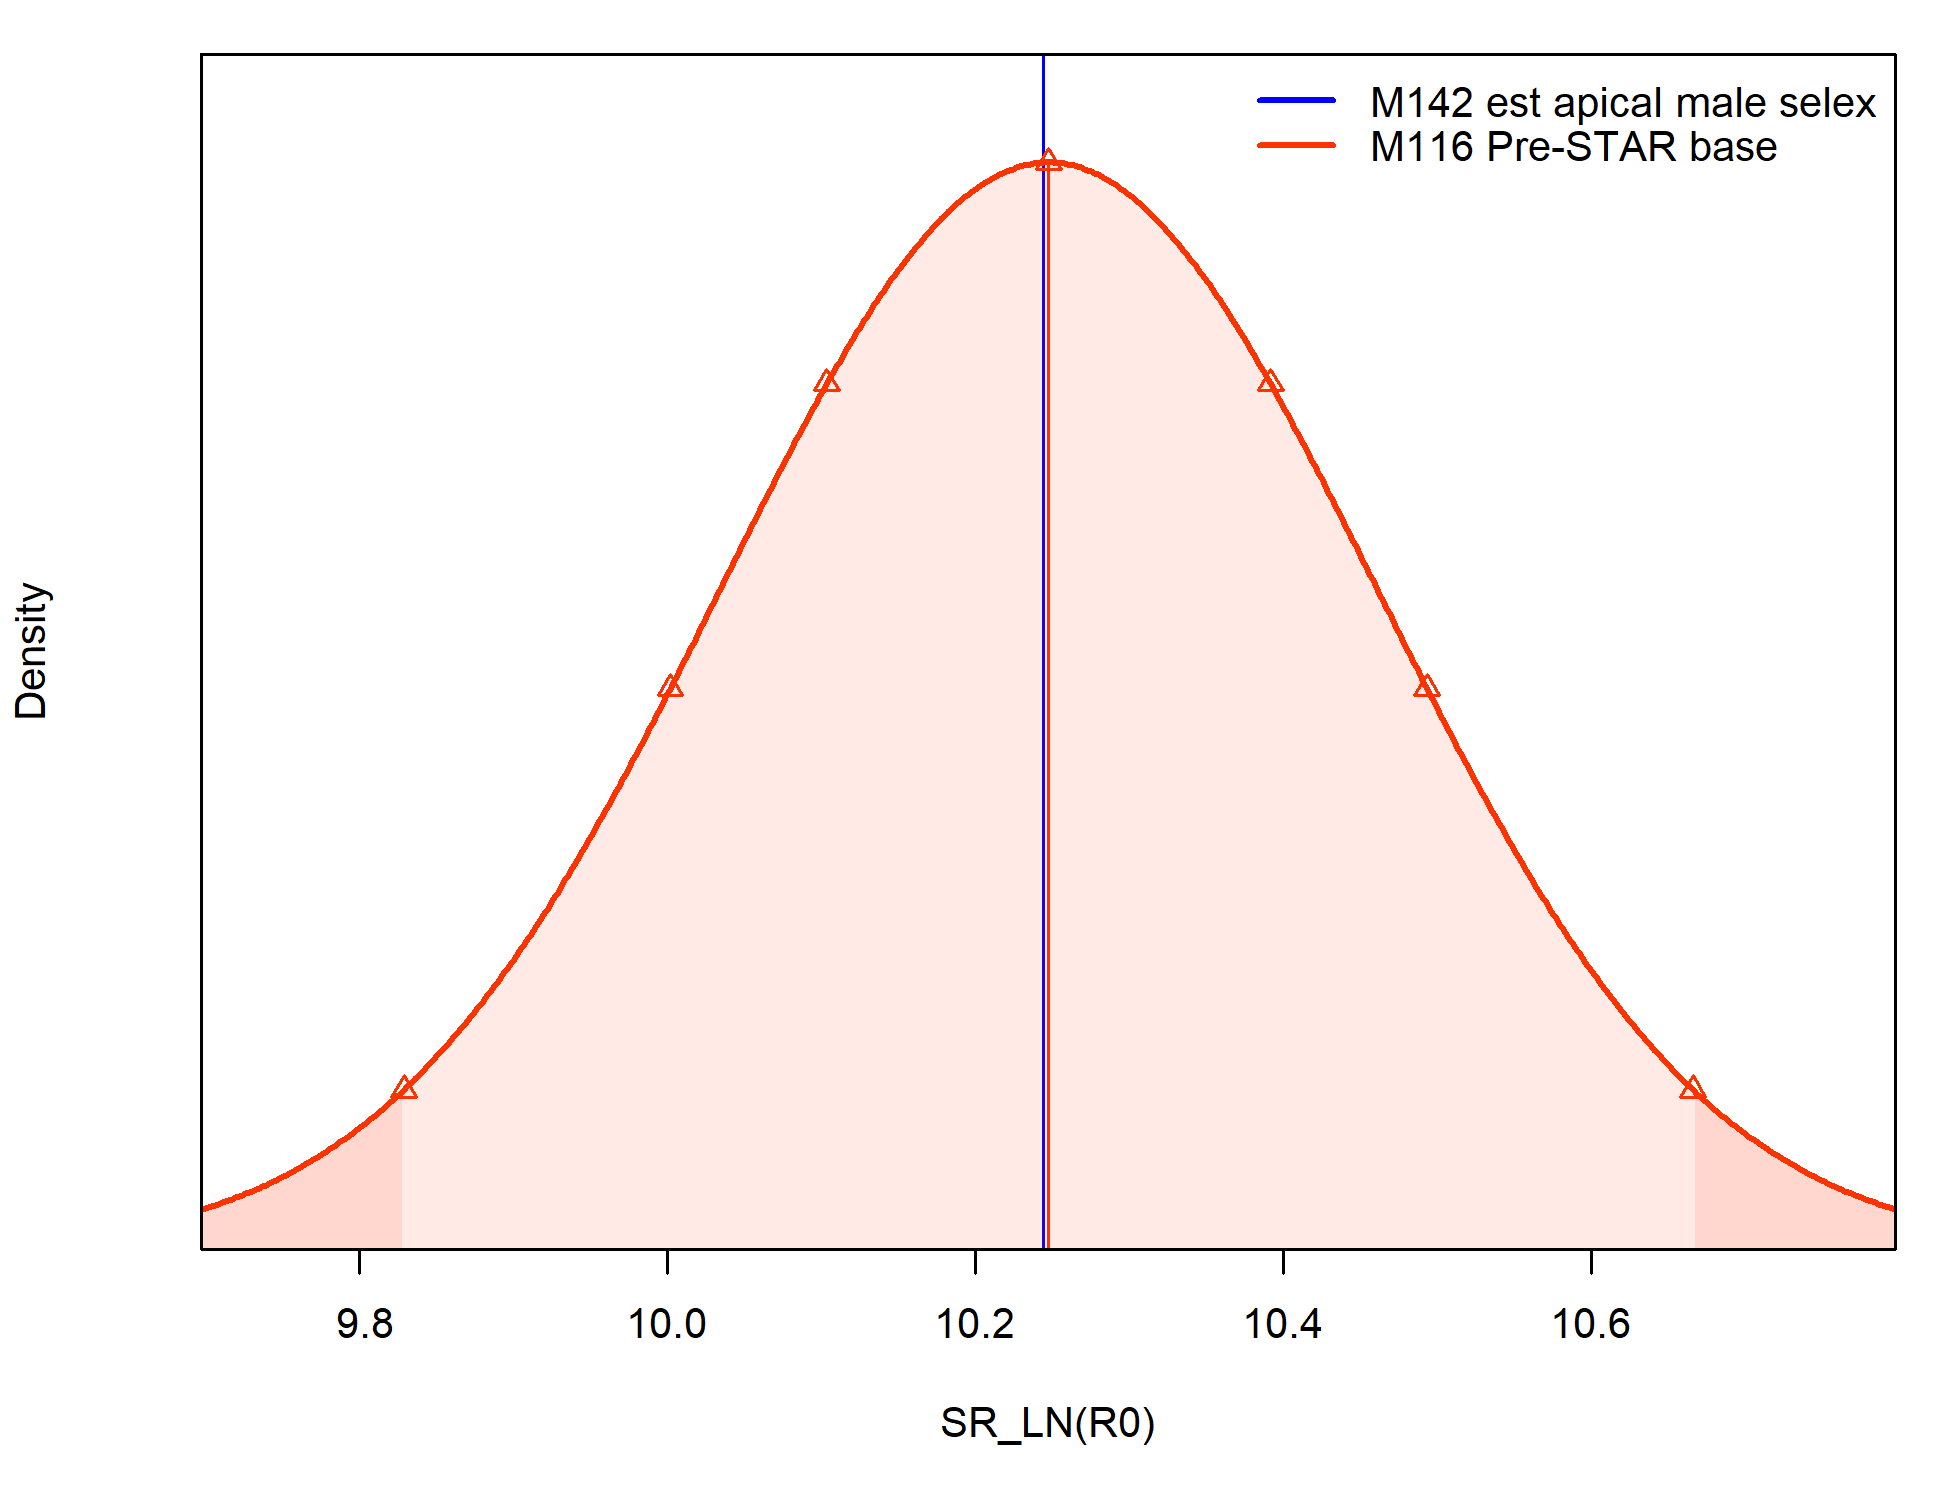 M142 est apical male selex
M116 Pre-STAR base
Density
9.8 10.0 10.2 10.4 10.6
SR_LN(R0)